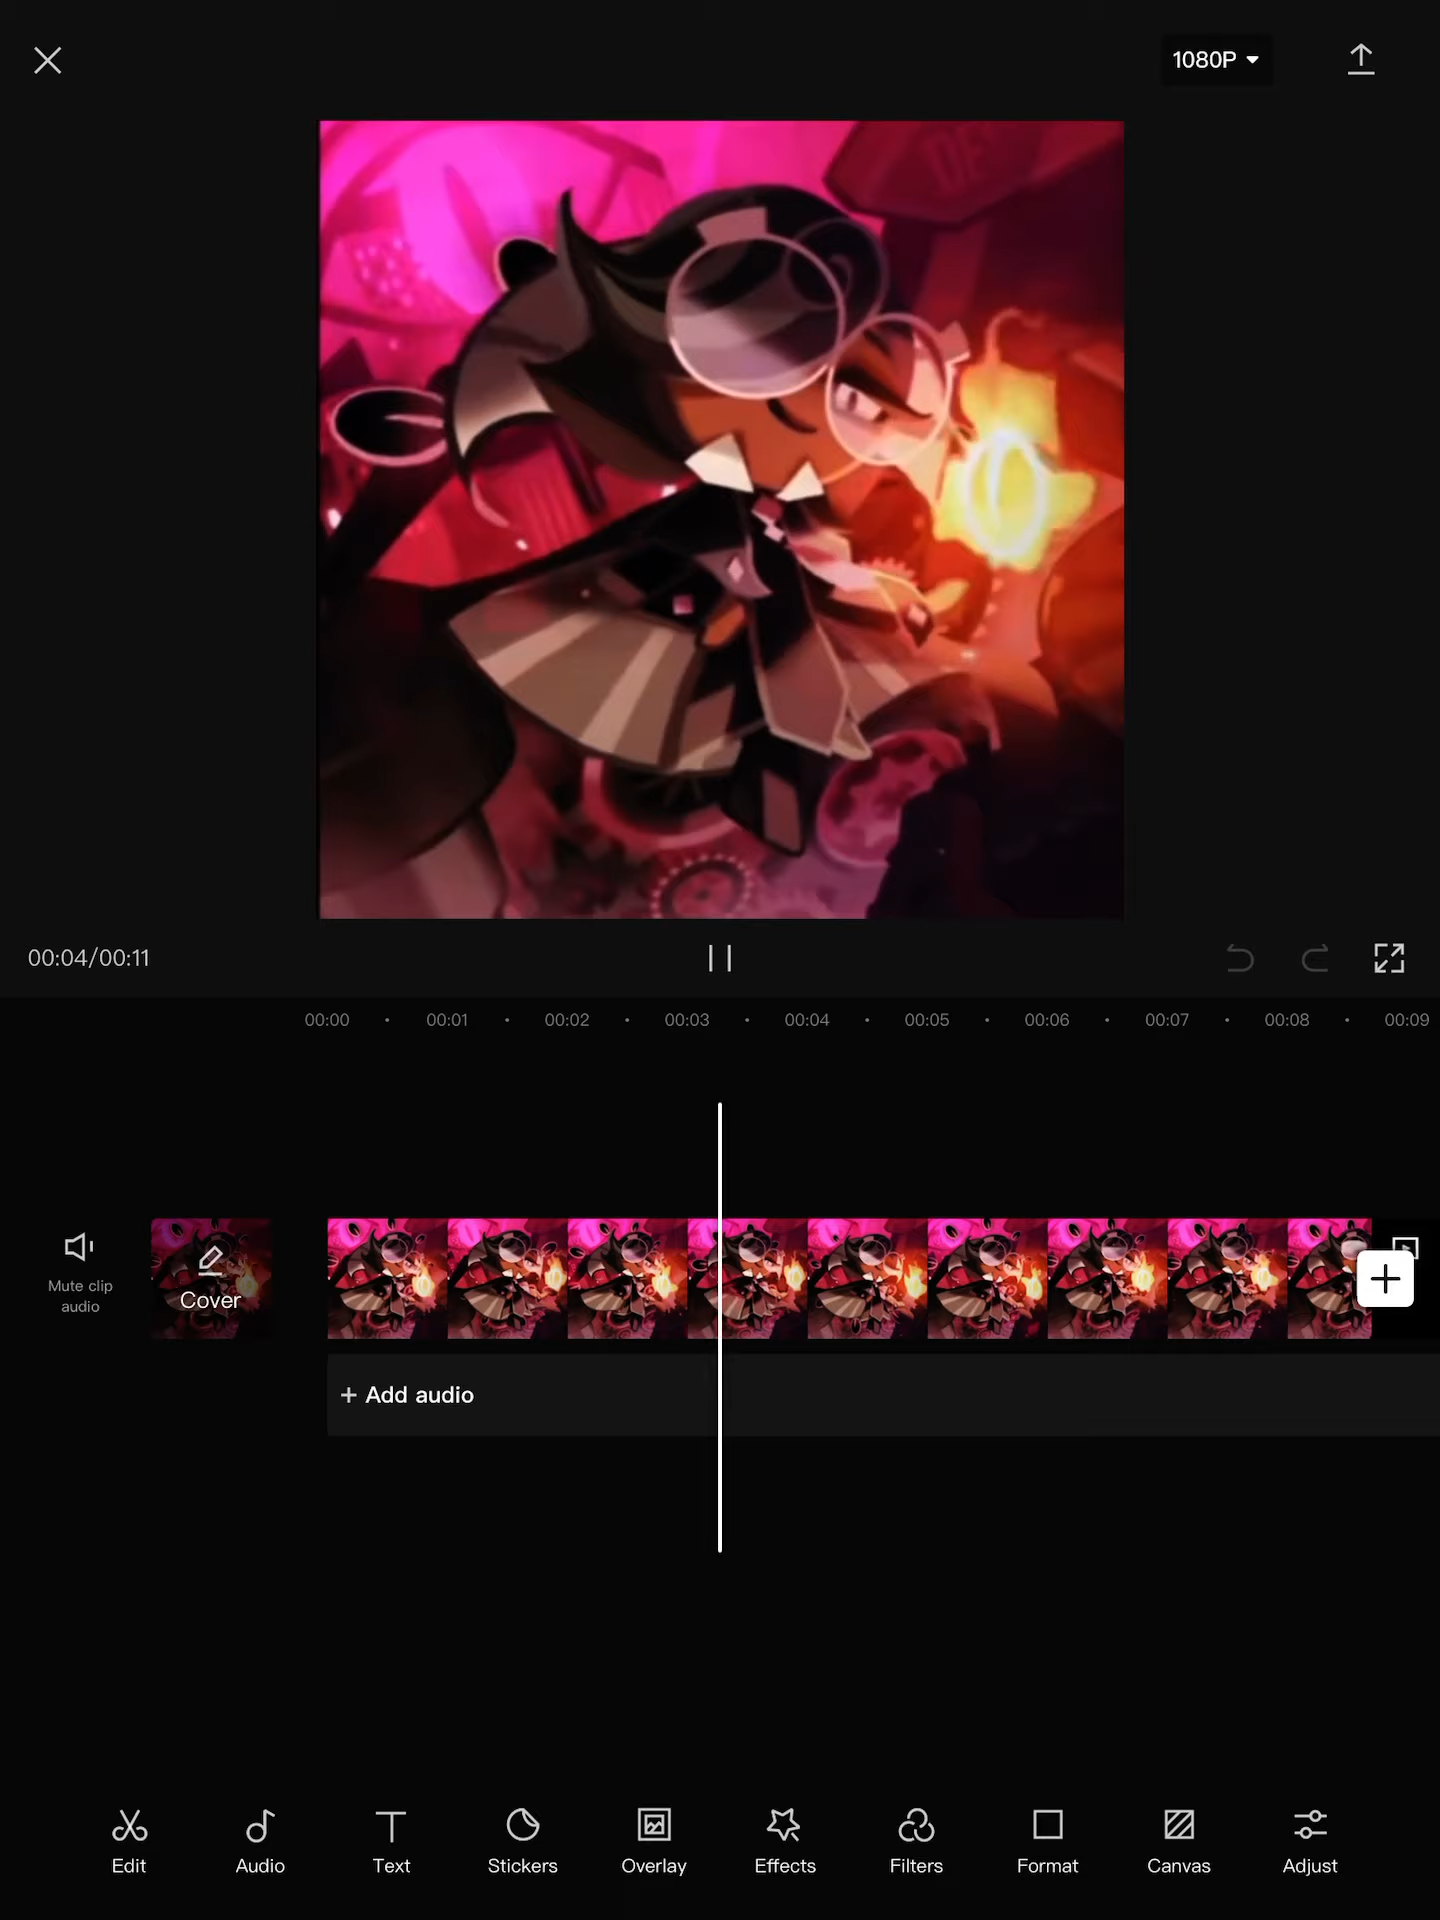 1080P
00:04/00:11
00:00 00:01 00:02 00:03 00:04 00:05 00:06 00:07 00:08 00:09
Mute clip
audio
Cover
+ Add audio
Edit Audio Text Stickers Overlay Effects Filters Format Canvas Adjust